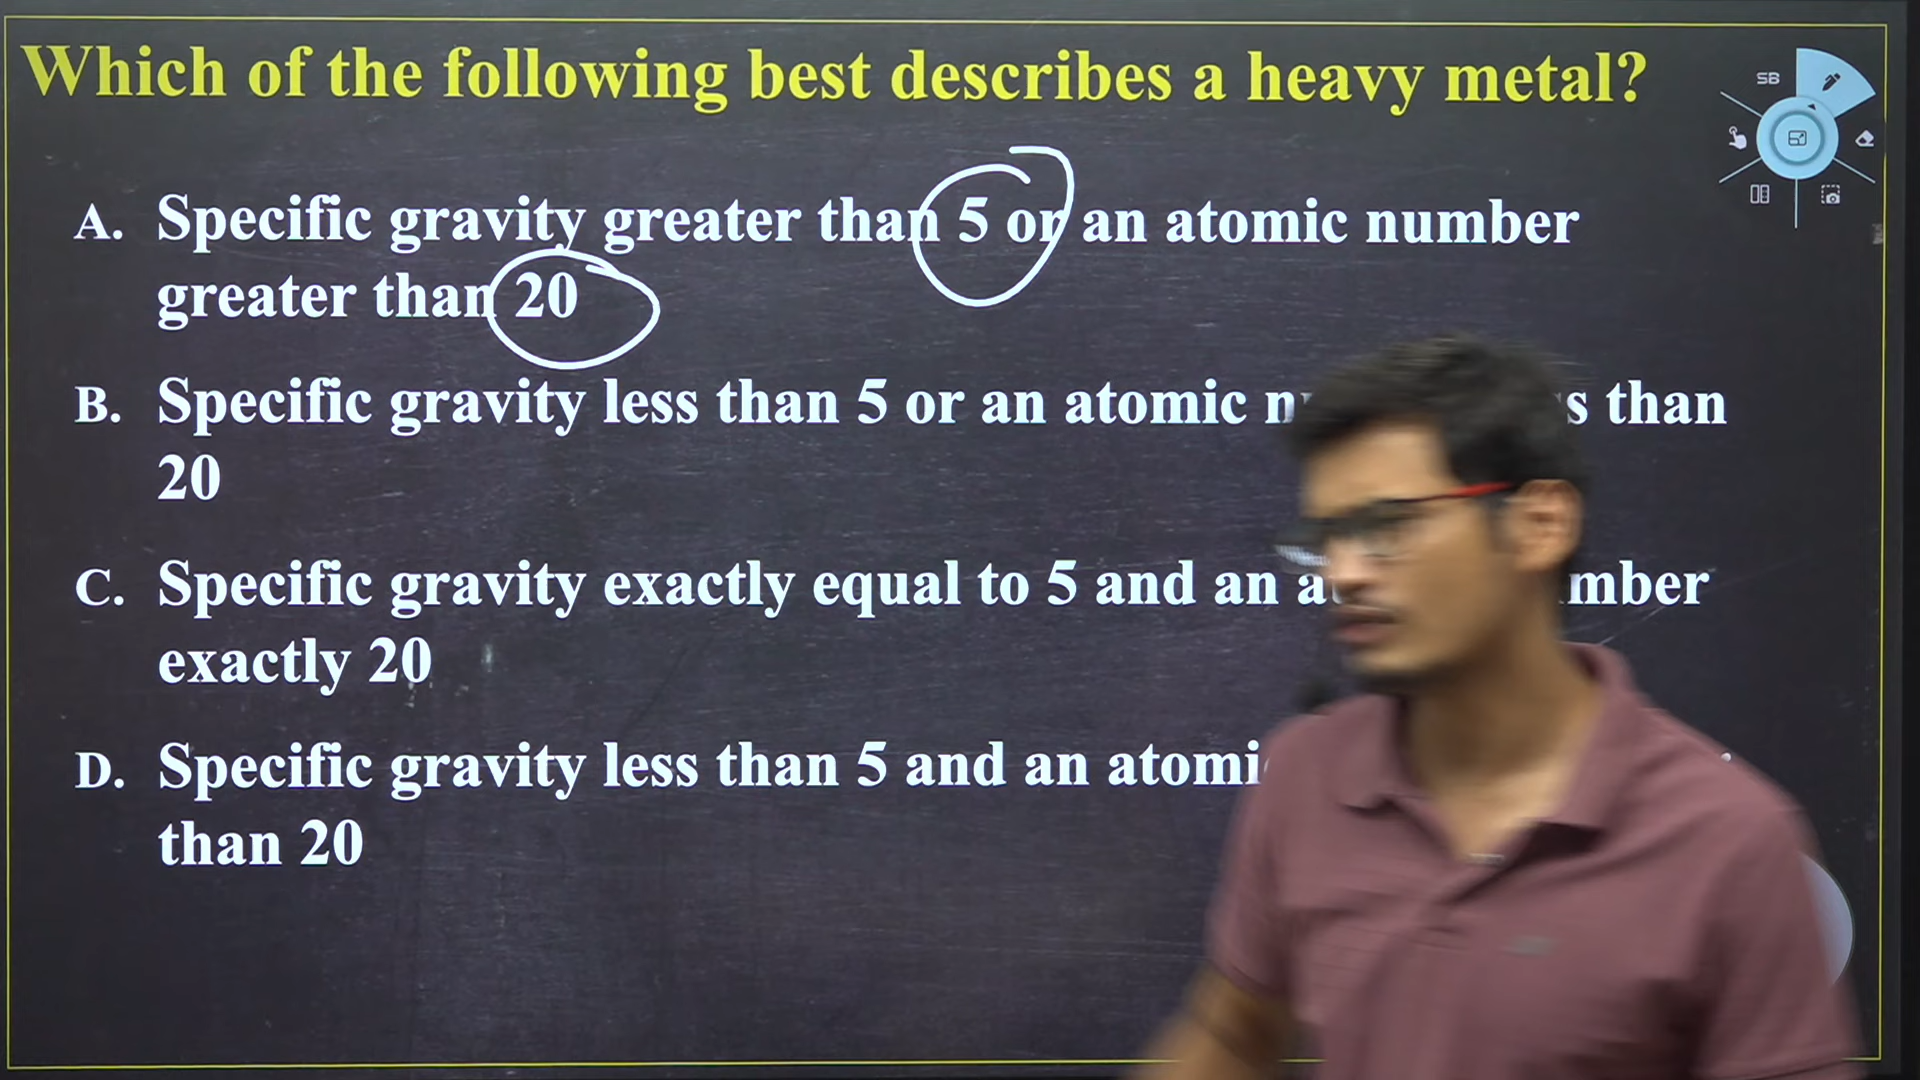 Which of the following best describes a heavy metal?
SB
A. Specific gravity greater than 5 or an atomic number
greater than 20
B. Specific gravity less than 5 or an atomic than
20
C. Specific gravity exactly equal to 5 and an
exactly 20
D. Specific gravity less than 5 and an
than 20